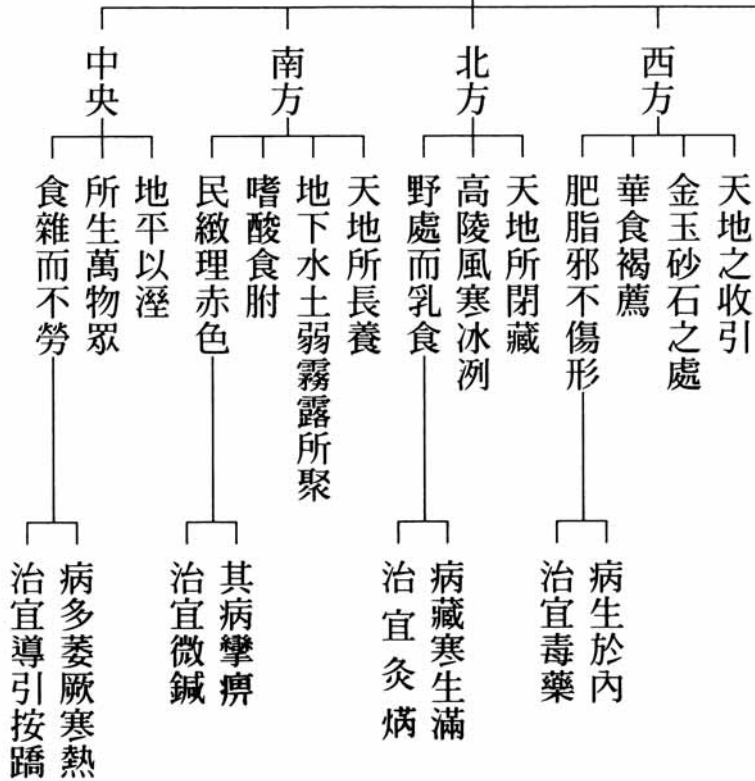 西方
天地之收引
金玉砂石之處
華食褐薦
肥脂邪不傷形
病生於內
治宜毒藥
北方
天地所閉藏
高陵風寒冰冽
野處而乳食
病藏寒生滿
治宜灸焫
南方
天地所長養
地下水土弱霧露所聚
嗜酸食胕
民緻理赤色
其病攣痹
治宜微鍼
中央
地平以溼
所生萬物眾
食雜而不勞
病多萎厥寒熱
治宜導引按蹻